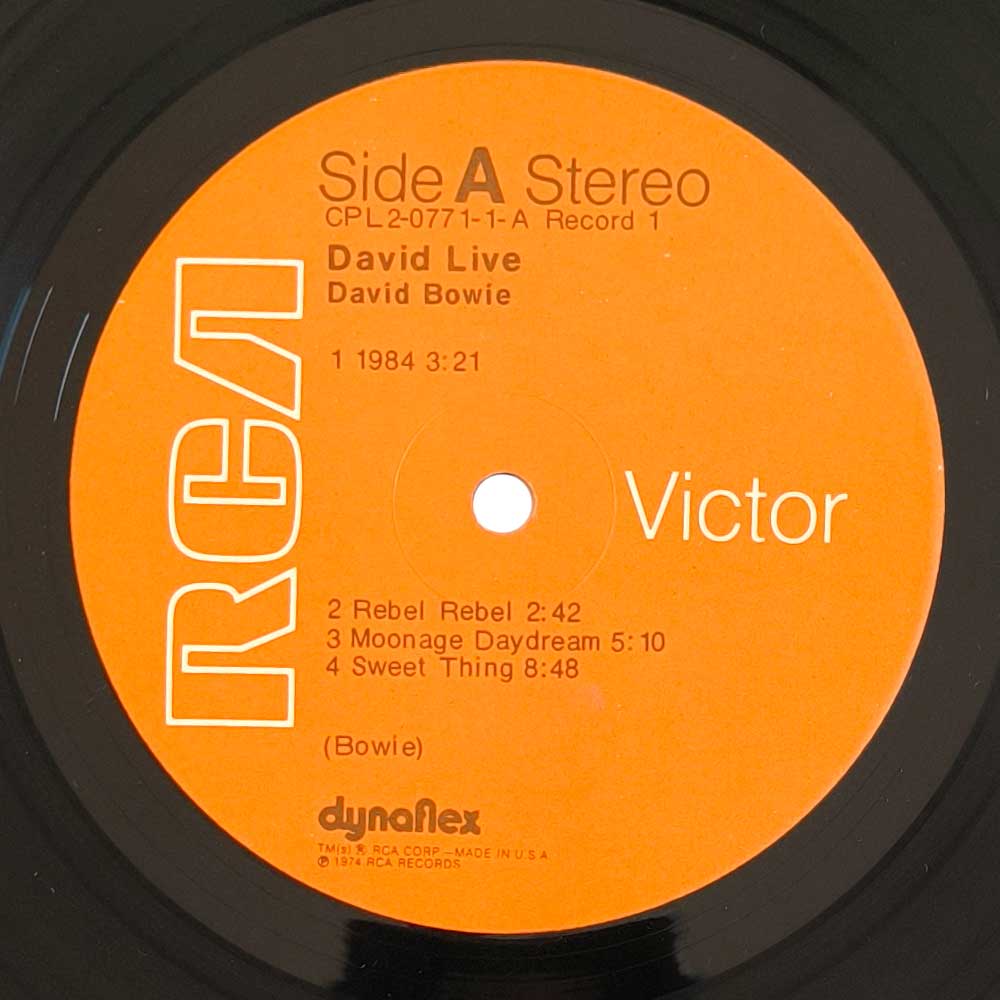 Side A Stereo
CPL2-0771-1-A Record 1
David Live
David Bowie
1 1984 3:21
RCA
Victor
2 Rebel Rebel 2:42
3 Moonage Daydream 5:10
4 Sweet Thing 8:48
(Bowie)
dynaflex
TM(s) ® RCA CORP.—MADE IN U.S.A
℗ 1974 RCA RECORDS